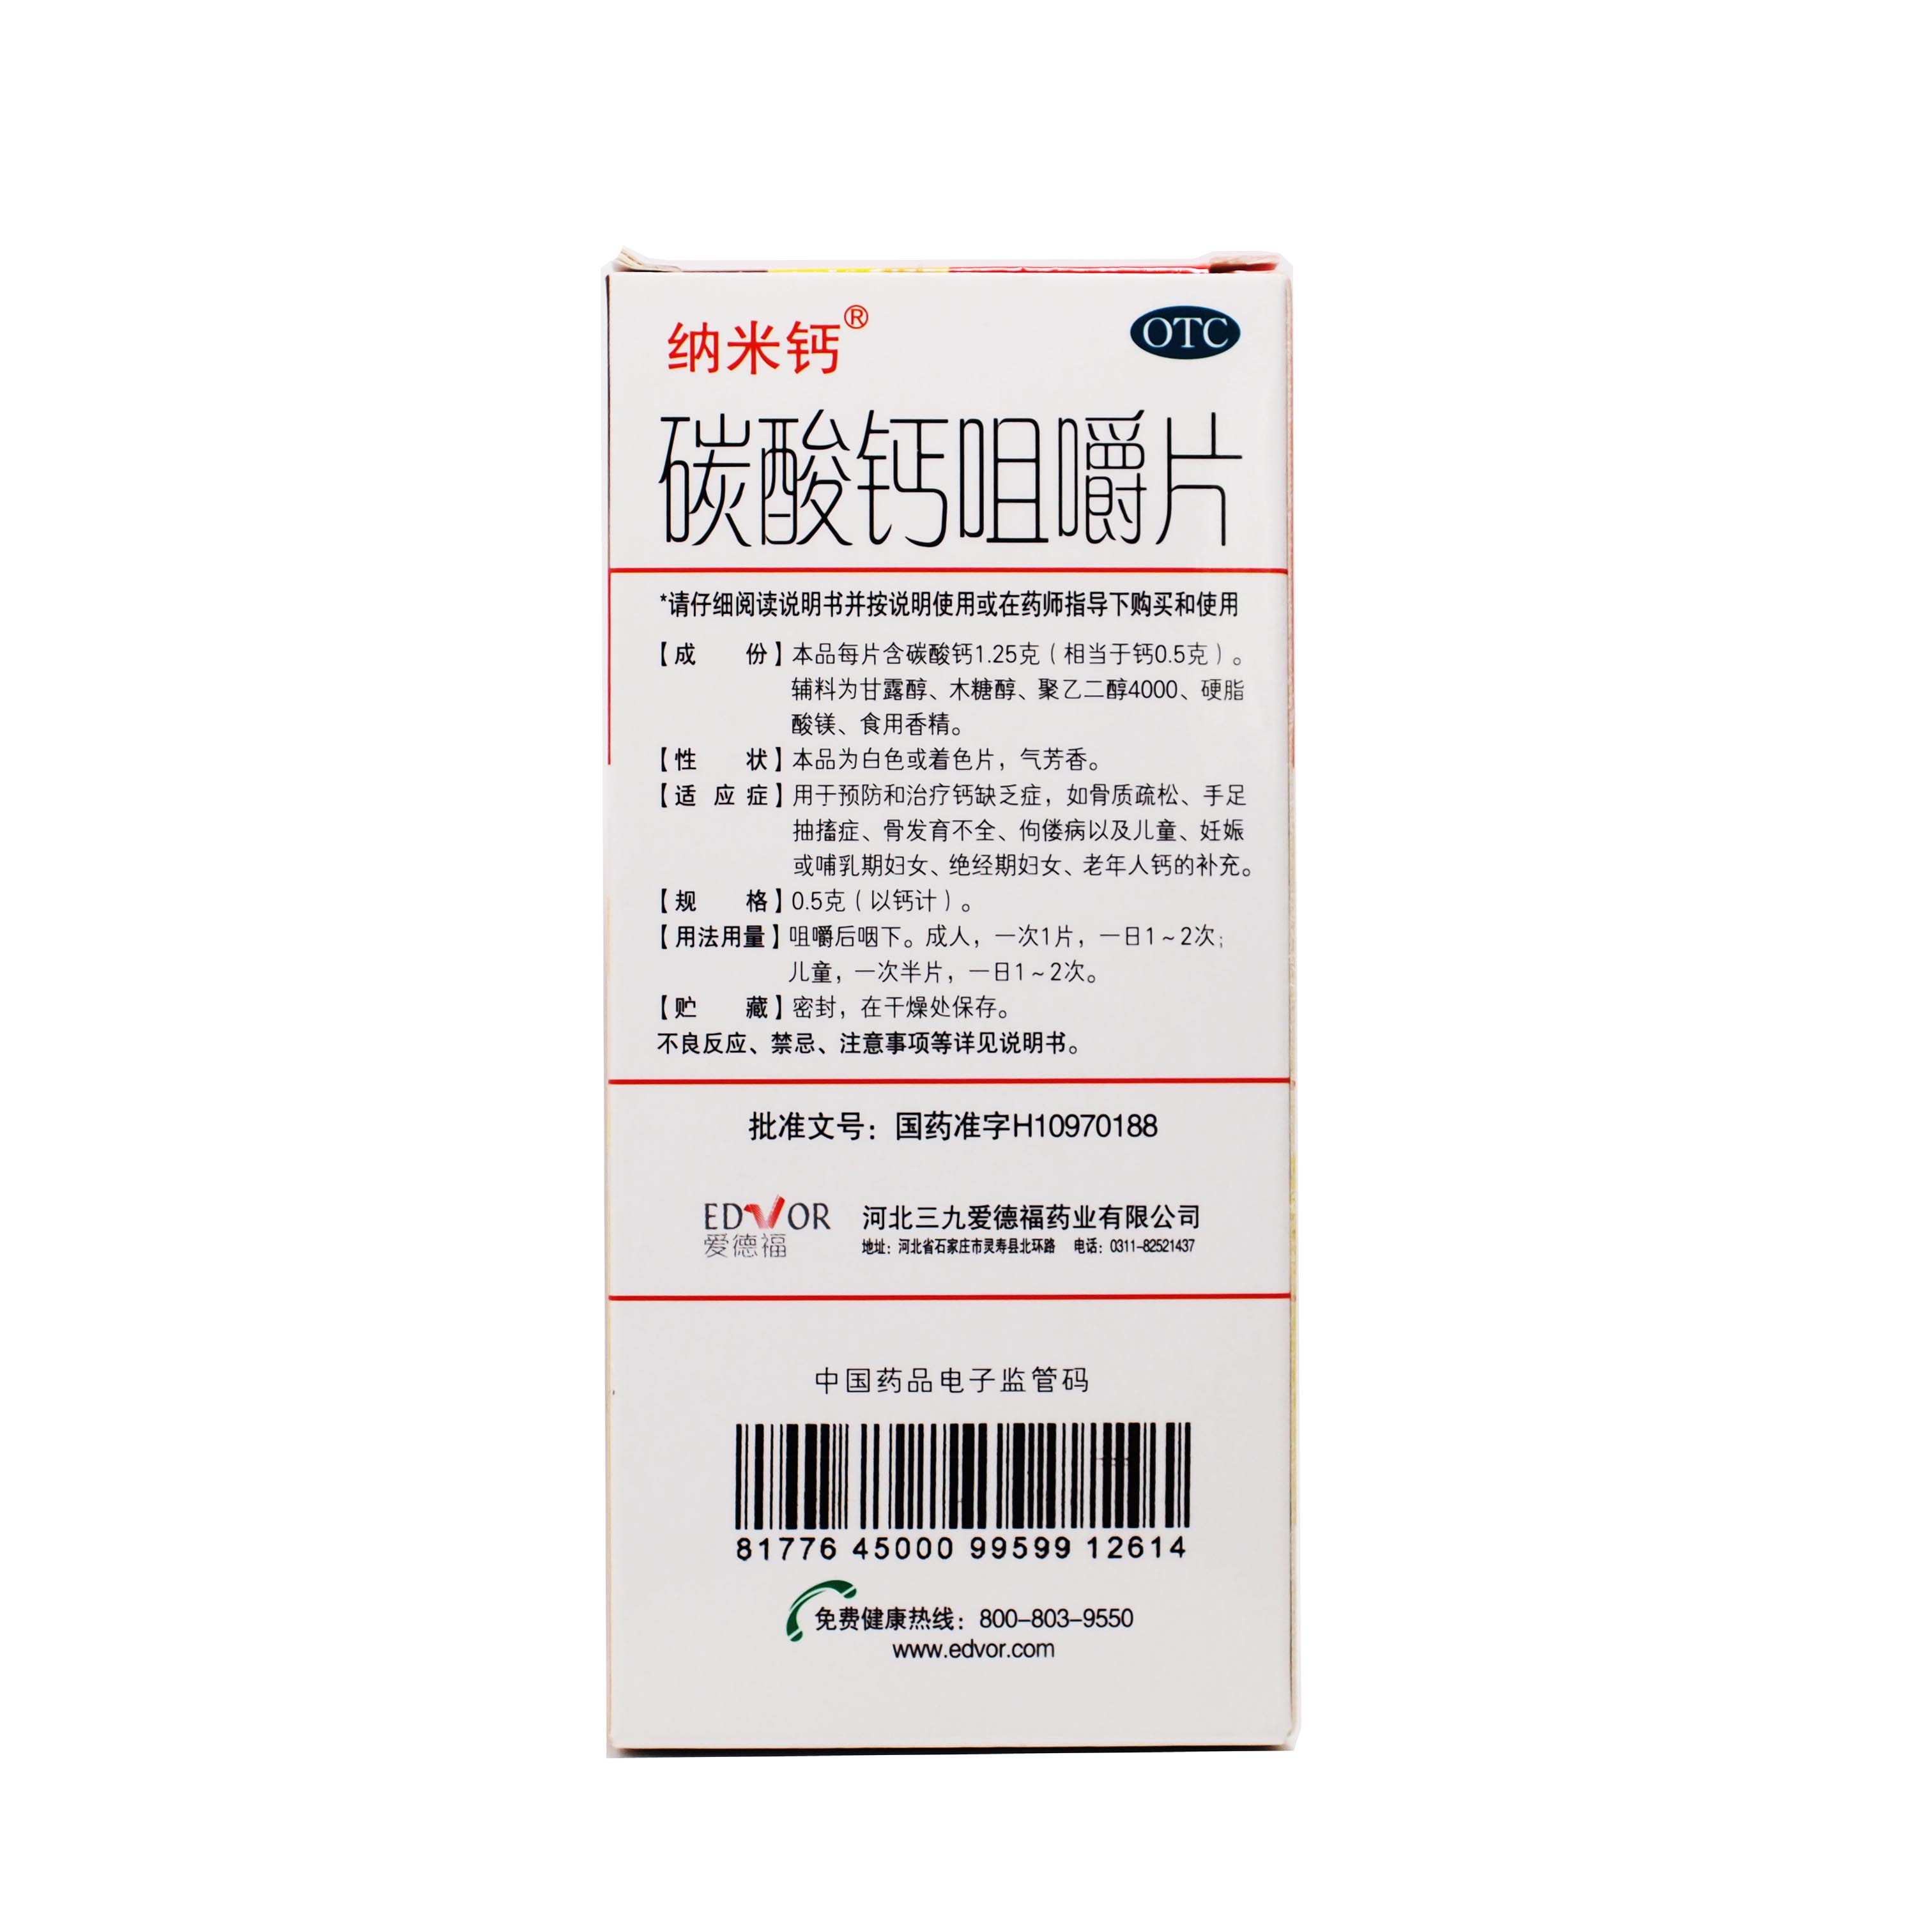 纳米钙®
OTC
碳酸钙咀嚼片
*请仔细阅读说明书并按说明使用或在药师指导下购买和使用
【成 份】本品每片含碳酸钙1.25克（相当于钙0.5克）。
辅料为甘露醇、木糖醇、聚乙二醇4000、硬脂
酸镁、食用香精。
【性 状】本品为白色或着色片，气芳香。
【适 应 症】用于预防和治疗钙缺乏症，如骨质疏松、手足
抽搐症、骨发育不全、佝偻病以及儿童、妊娠
或哺乳期妇女、绝经期妇女、老年人钙的补充。
【规 格】0.5克（以钙计）。
【用法用量】咀嚼后咽下。成人，一次1片，一日1～2次；
儿童，一次半片，一日1～2次。
【贮 藏】密封，在干燥处保存。
不良反应、禁忌、注意事项等详见说明书。
批准文号：国药准字H10970188
EDVOR
爱德福
河北三九爱德福药业有限公司
地址：河北省石家庄市灵寿县北环路 电话：0311-82521437
中国药品电子监管码
81776 45000 99599 12614
免费健康热线：800-803-9550
www.edvor.com